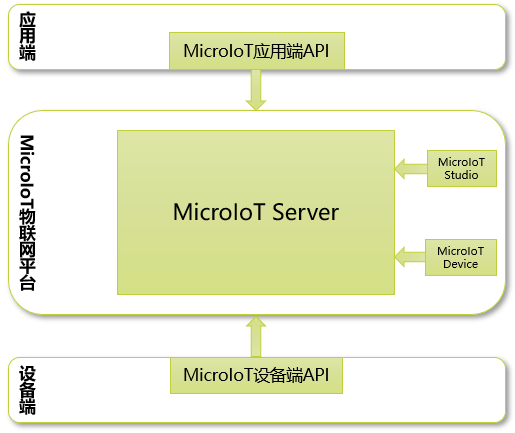 应用端
MicroIoT应用端API
MicroIoT物联网平台
MicroIoT Server
MicroIoT
Studio
MicroIoT
Device
设备端
MicroIoT设备端API